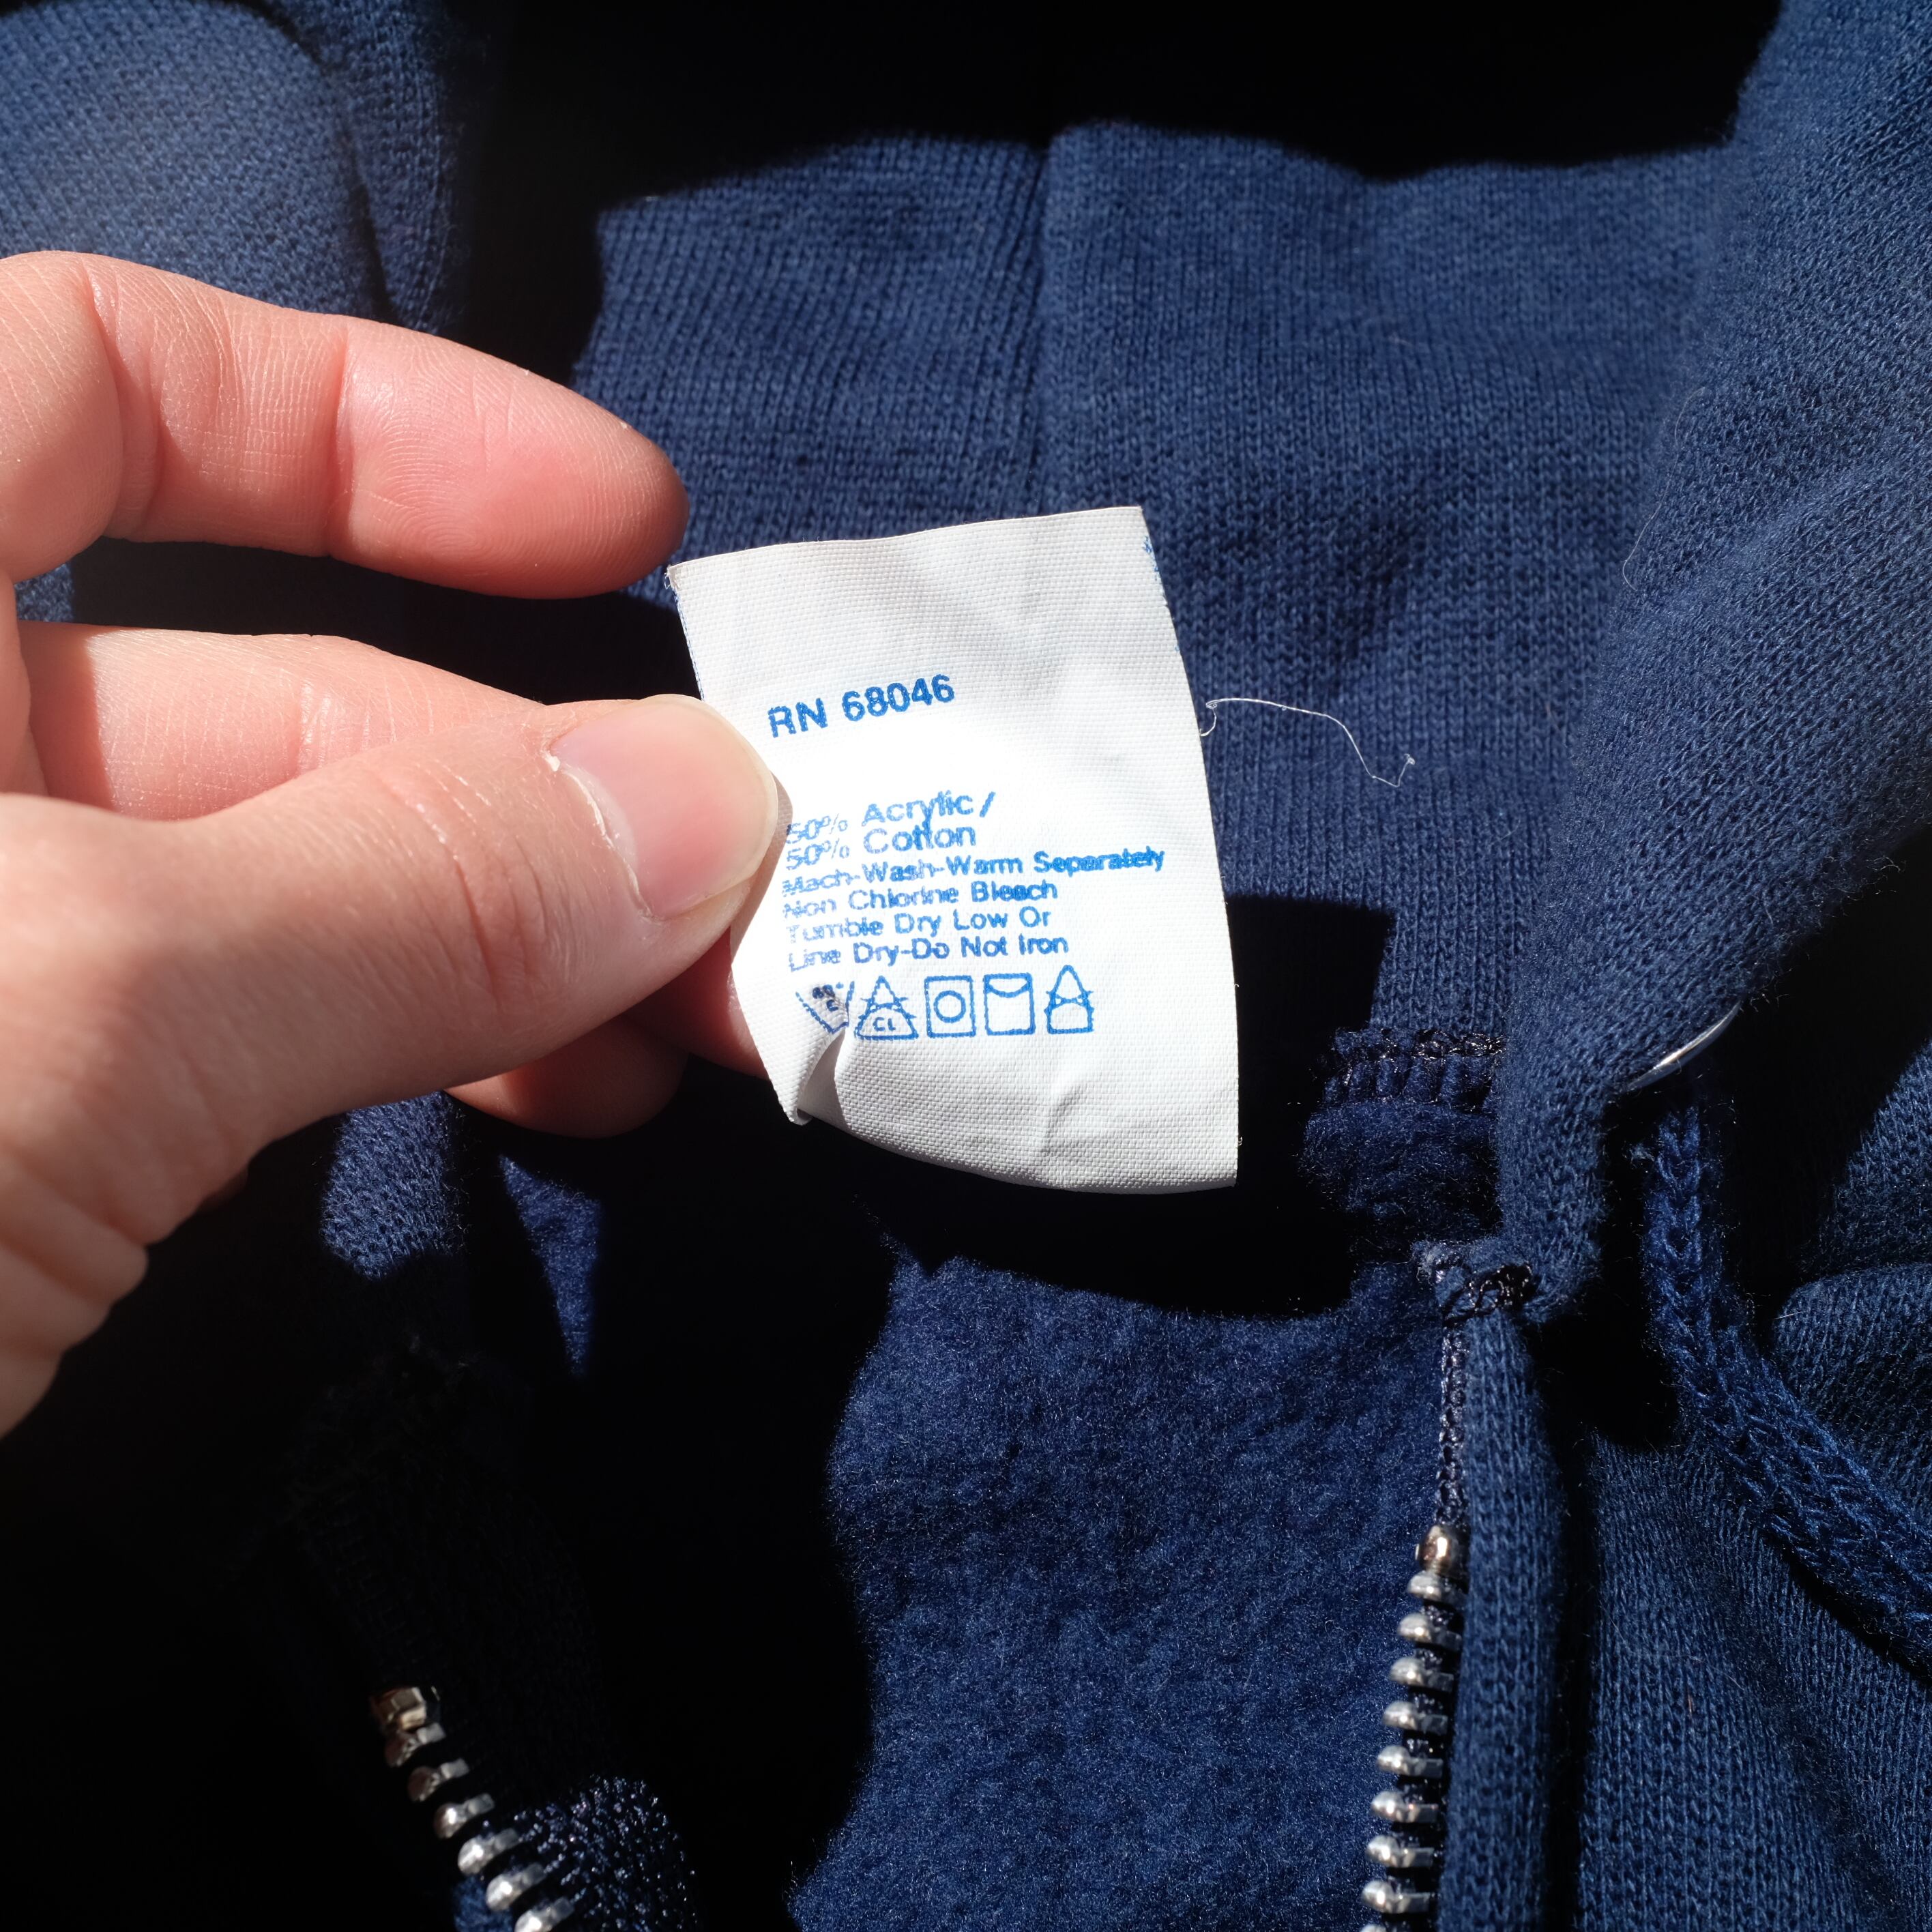 RN 68046
50% Acrylic/
50% Cotton
Mach-Wash-Warm Separately
Non Chlorine Bleach
Tumble Dry Low Or
Line Dry-Do Not Iron
CL